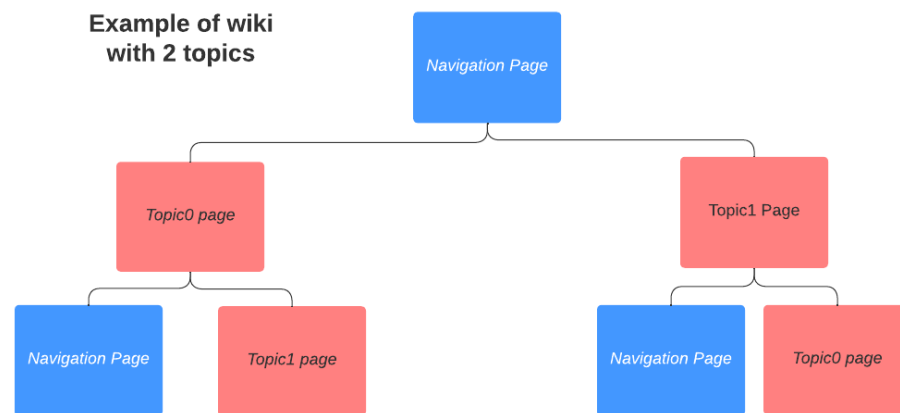 Example of wiki
with 2 topics
Navigation Page
Topic0 page
Topic1 Page
Navigation Page
Topic1 page
Navigation Page
Topic0 page